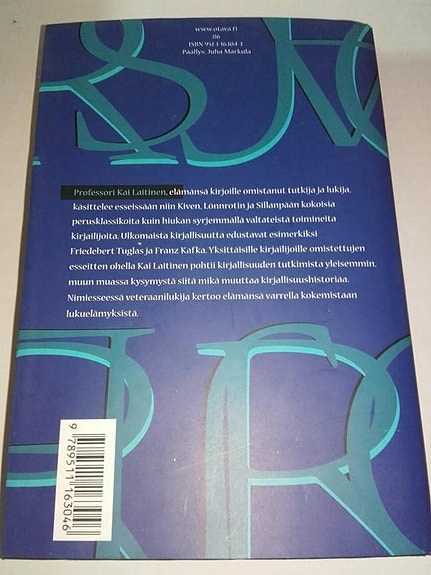 www.otava.fi
86
ISBN 951-1-16304-1
Päällys: Juha Markula
Professori Kai Laitinen, elämänsä kirjoille omistanut tutkija ja lukija,
käsittelee esseissään niin Kiven, Lönnrotin ja Sillanpään kokoisia
perusklassikoita kuin hiukan syrjemmällä valtateistä toimineita
kirjailijoita. Ulkomaista kirjallisuutta edustavat esimerkiksi
Friedebert Tuglas ja Franz Kafka. Yksittäisille kirjailijoille omistettujen
esseitten ohella Kai Laitinen pohtii kirjallisuuden tutkimista yleisemmin,
muun muassa kysymystä siitä mikä muuttaa kirjallisuushistoriaa.
Nimiesseessä veteraanilukija kertoo elämänsä varrella kokemistaan
lukuelämyksistä.
9 789511 163046